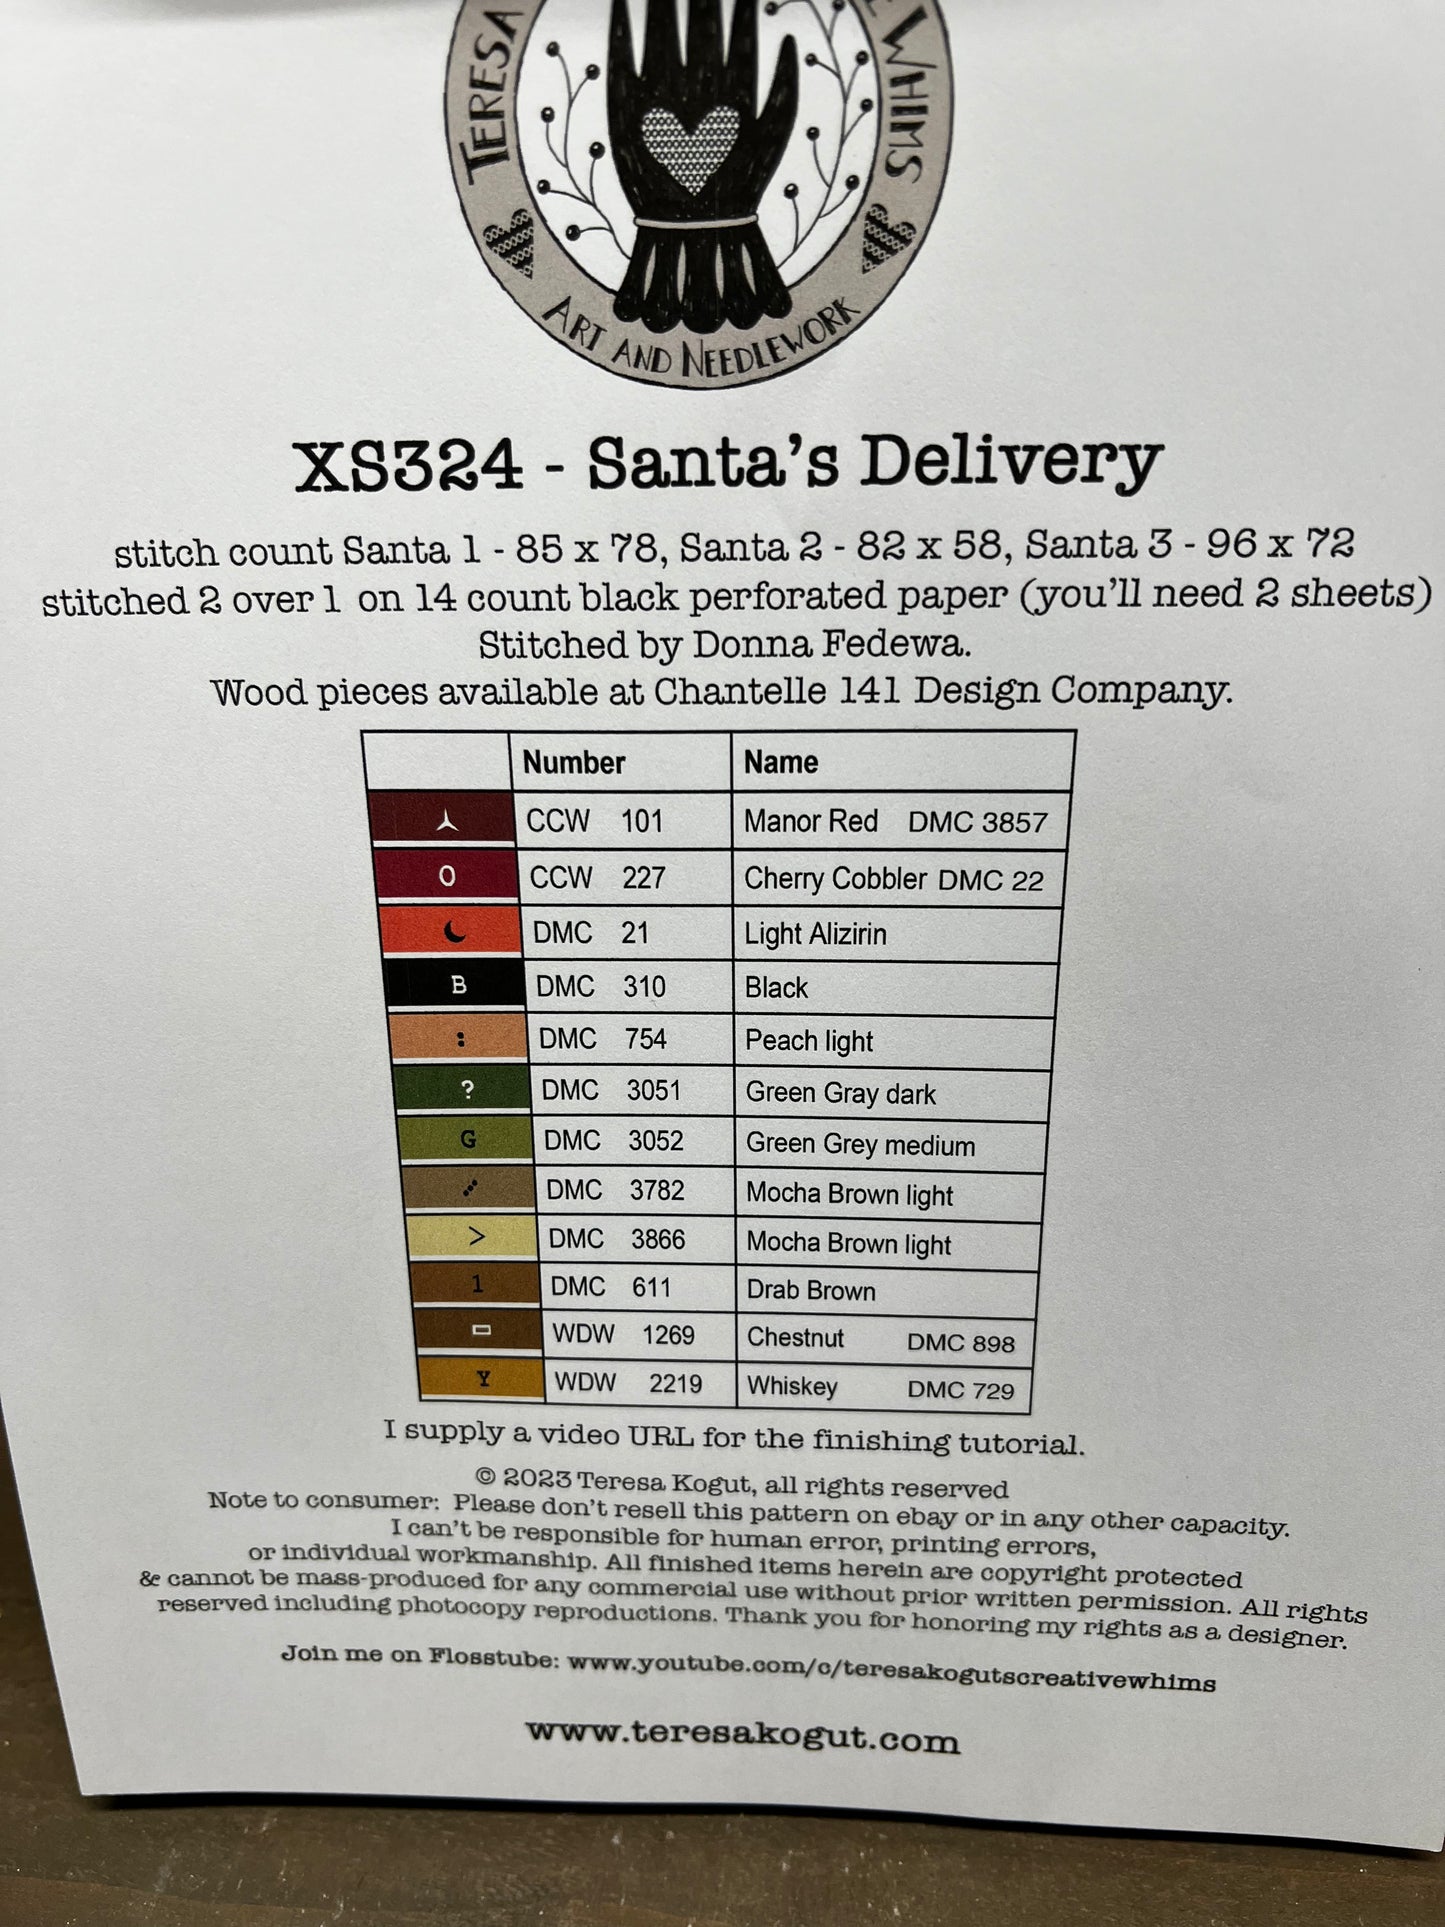 TERESA
WHIMS
ART AND NEEDLEWORK
XS324 - Santa's Delivery
stitch count Santa 1 - 85 x 78, Santa 2 - 82 x 58, Santa 3 - 96 x 72
stitched 2 over 1 on 14 count black perforated paper (you'll need 2 sheets)
Stitched by Donna Fedewa.
Wood pieces available at Chantelle 141 Design Company.
Number Name
CCW 101 Manor Red DMC 3857
O CCW 227 Cherry Cobbler DMC 22
DMC 21 Light Alizirin
B DMC 310 Black
: DMC 754 Peach light
? DMC 3051 Green Gray dark
G DMC 3052 Green Grey medium
DMC 3782 Mocha Brown light
> DMC 3866 Mocha Brown light
1 DMC 611 Drab Brown
WDW 1269 Chestnut DMC 898
Y WDW 2219 Whiskey DMC 729
I supply a video URL for the finishing tutorial.
© 2023 Teresa Kogut, all rights reserved
Note to consumer: Please don't resell this pattern on ebay or in any other capacity.
I can't be responsible for human error, printing errors,
or individual workmanship. All finished items herein are copyright protected
& cannot be mass-produced for any commercial use without prior written permission. All rights
reserved including photocopy reproductions. Thank you for honoring my rights as a designer.
Join me on Flosstube: www.youtube.com/c/teresakogutscreativewhims
www.teresakogut.com